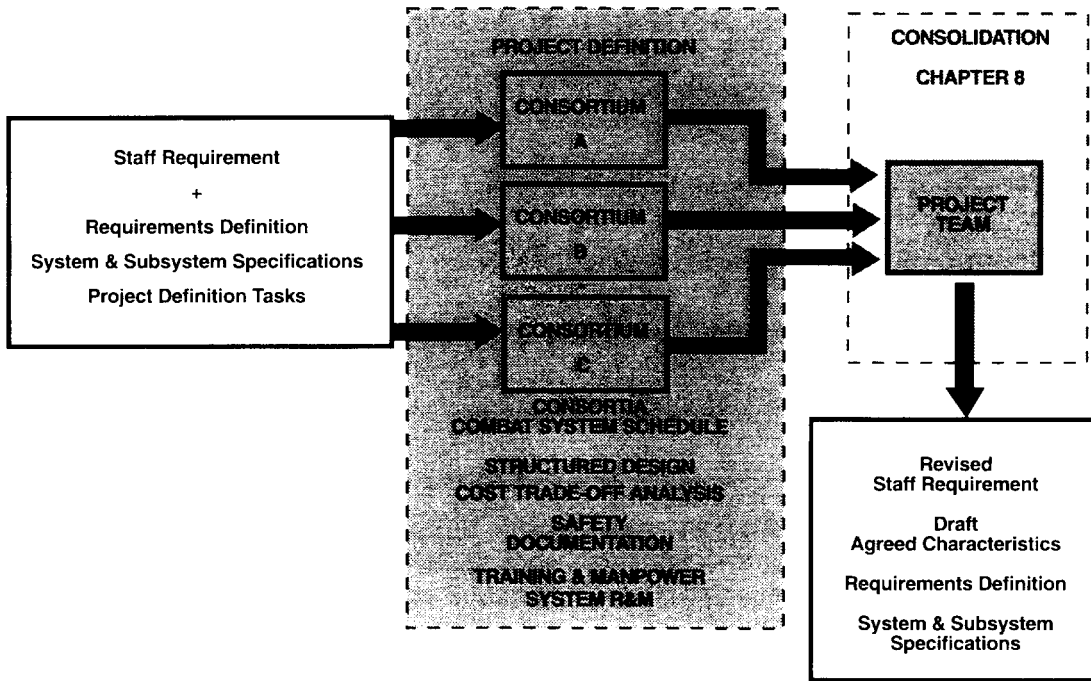 Staff Requirement
+
Requirements Definition
System & Subsystem Specifications
Project Definition Tasks
PROJECT DEFINITION
CONSORTIUM
A
CONSORTIUM
B
CONSORTIUM
C
CONSORTIA
COMBAT SYSTEM SCHEDULE
STRUCTURED DESIGN
COST TRADE-OFF ANALYSIS
SAFETY
DOCUMENTATION
TRAINING & MANPOWER
SYSTEM R&M
CONSOLIDATION
CHAPTER 8
PROJECT
TEAM
Revised
Staff Requirement
Draft
Agreed Characteristics
Requirements Definition
System & Subsystem
Specifications